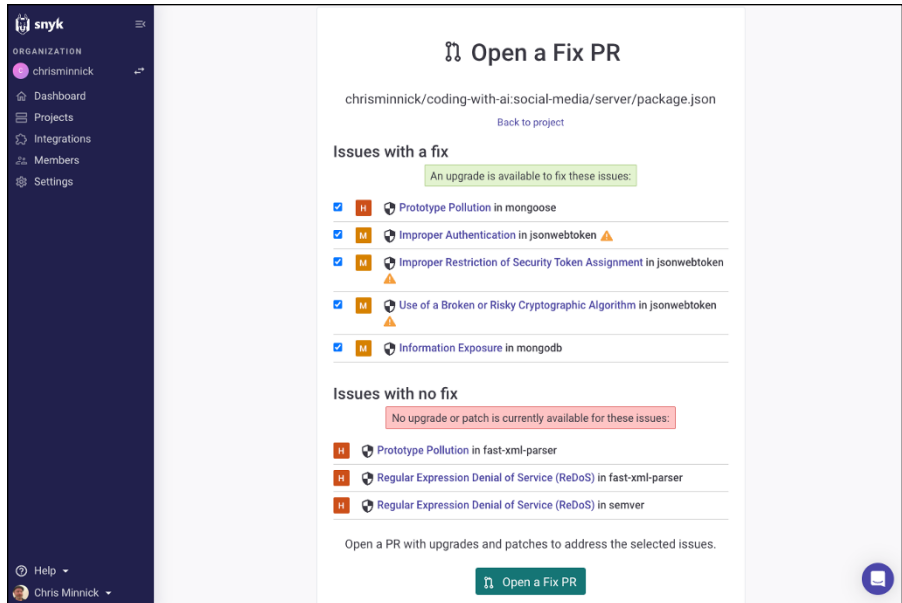 snyk
ORGANIZATION
C
chrisminnick
Dashboard
Projects
Integrations
Members
Settings
Help
Chris Minnick
Open a Fix PR
chrisminnick/coding-with-ai:social-media/server/package.json
Back to project
Issues with a fix
An upgrade is available to fix these issues:
H Prototype Pollution in mongoose
M Improper Authentication in jsonwebtoken
M Improper Restriction of Security Token Assignment in jsonwebtoken
M Use of a Broken or Risky Cryptographic Algorithm in jsonwebtoken
M Information Exposure in mongodb
Issues with no fix
No upgrade or patch is currently available for these issues:
H Prototype Pollution in fast-xml-parser
H Regular Expression Denial of Service (ReDoS) in fast-xml-parser
H Regular Expression Denial of Service (ReDoS) in semver
Open a PR with upgrades and patches to address the selected issues.
Open a Fix PR